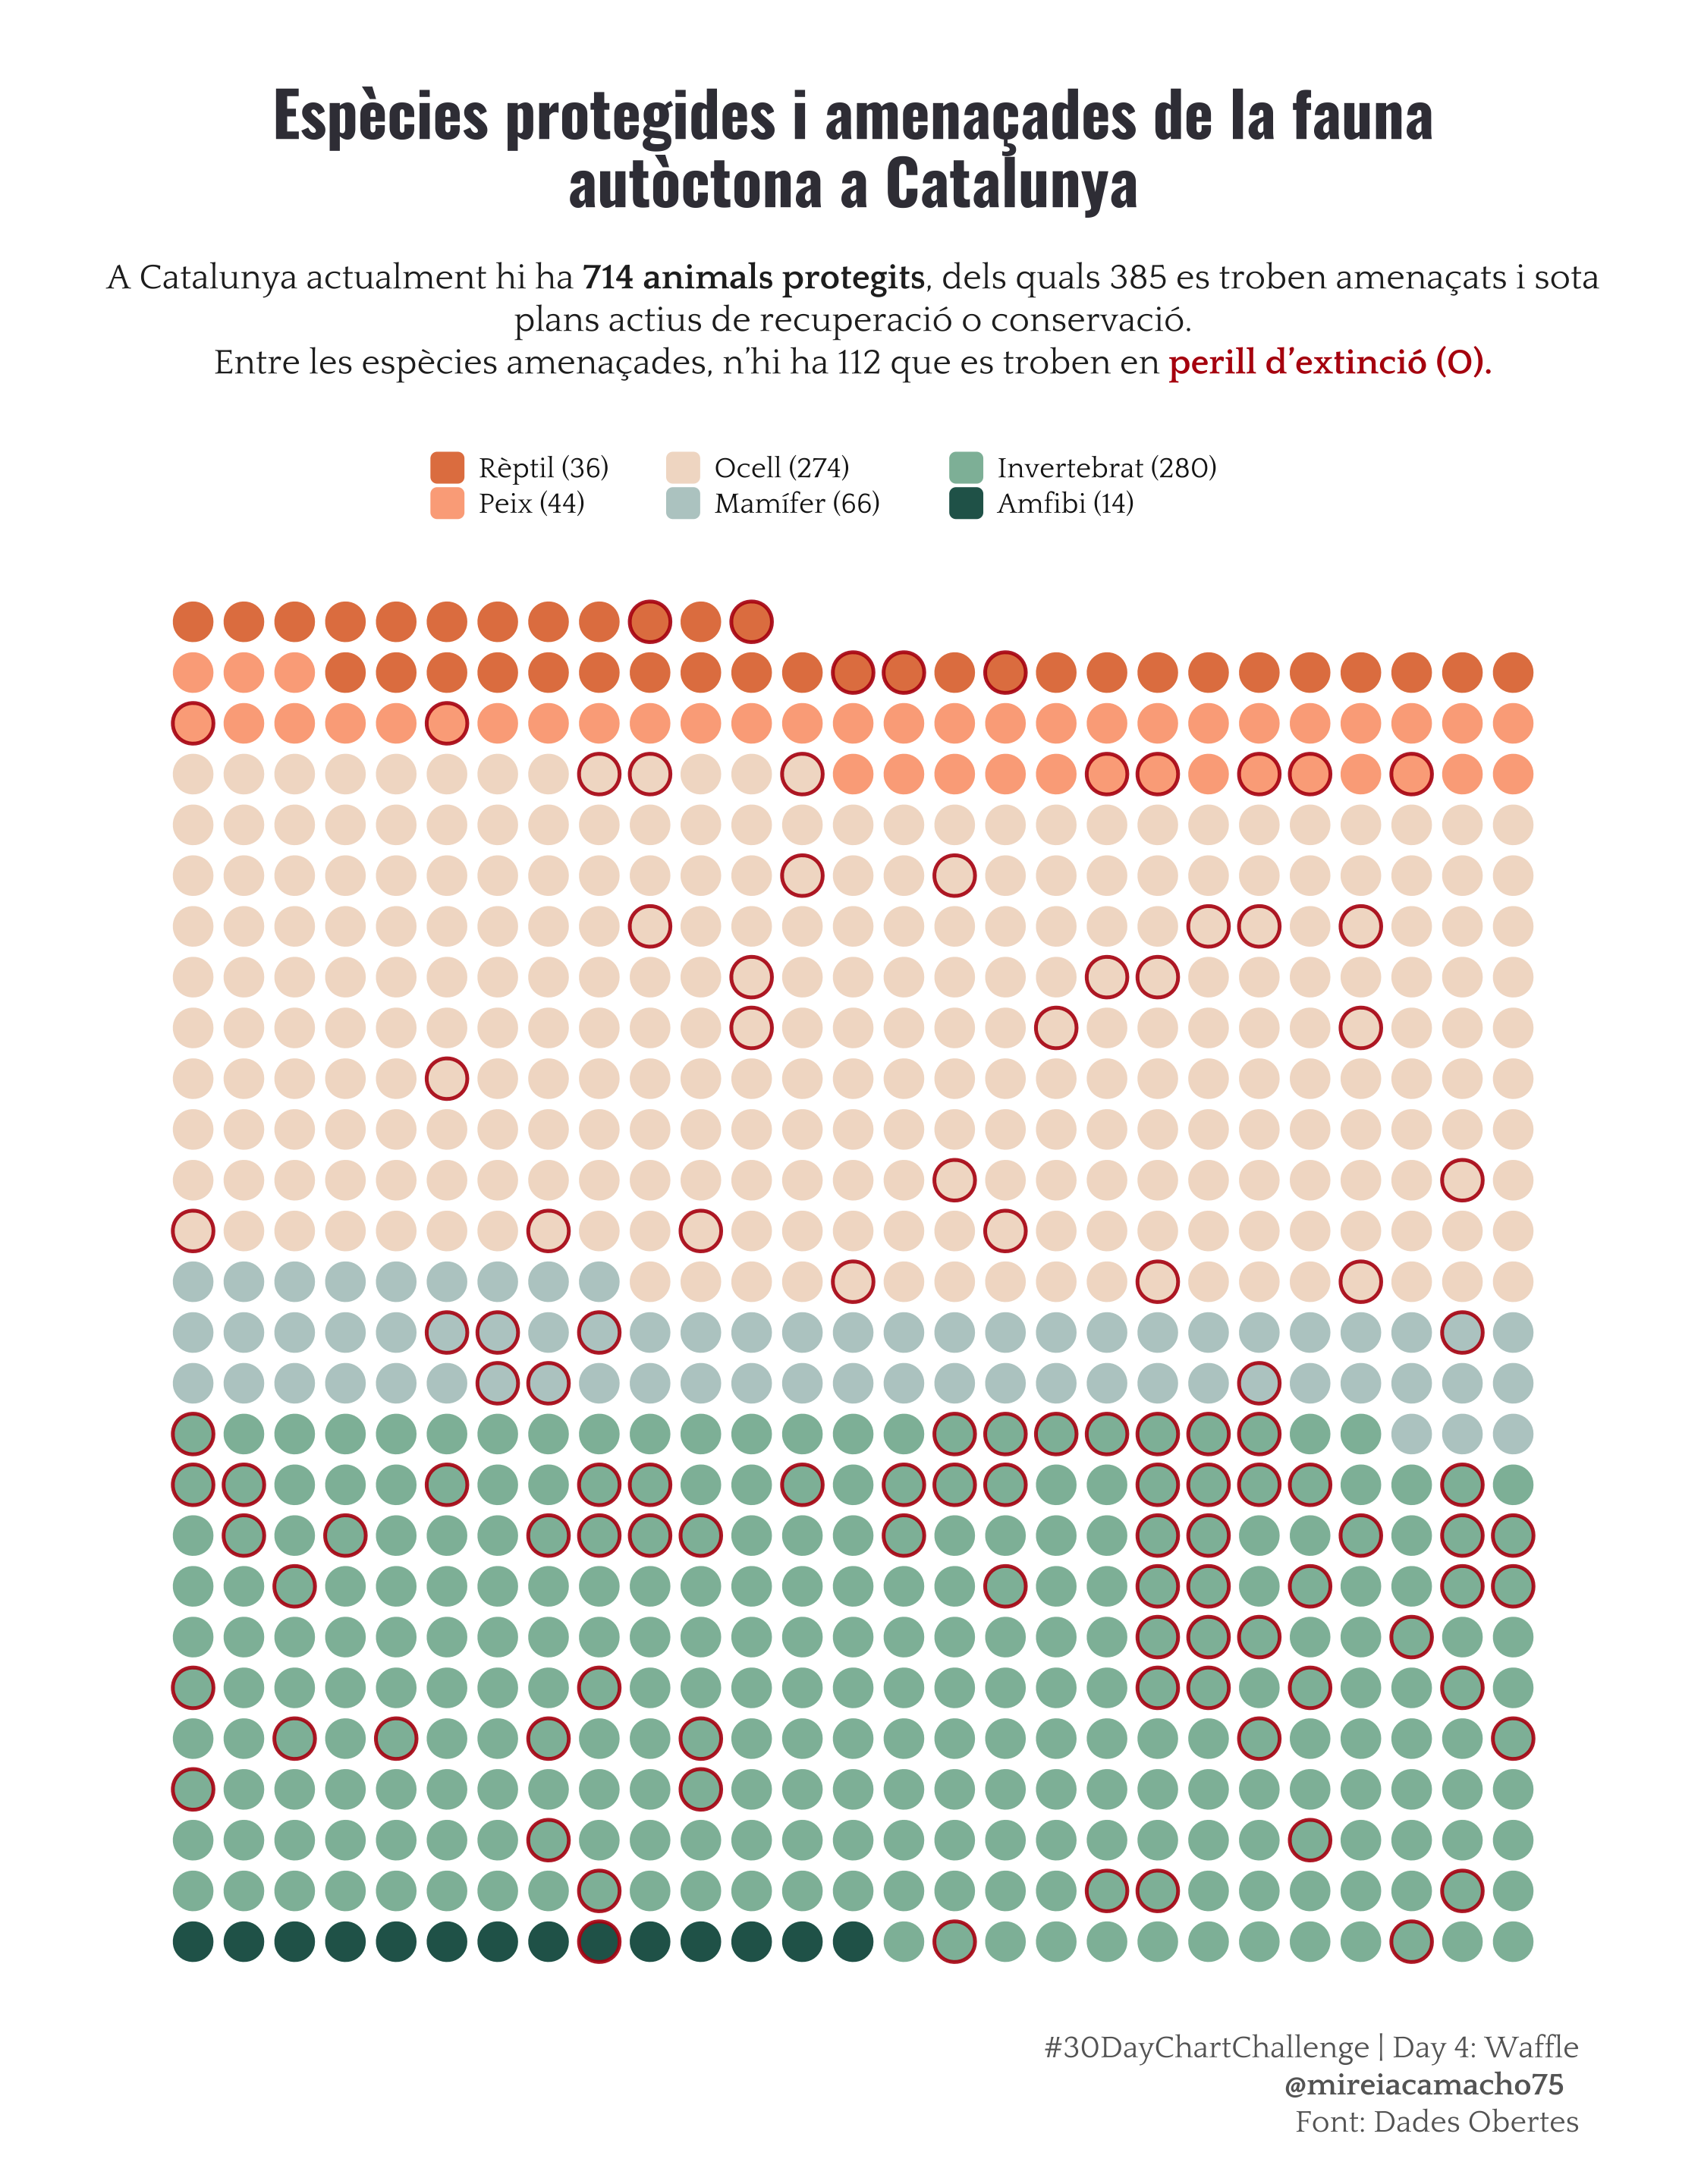 Espècies protegides i amenaçades de la fauna
autòctona a Catalunya
A Catalunya actualment hi ha 714 animals protegits, dels quals 385 es troben amenaçats i sota
plans actius de recuperació o conservació.
Entre les espècies amenaçades, n’hi ha 112 que es troben en perill d’extinció (O).
Rèptil (36)
Ocell (274)
Invertebrat (280)
Peix (44)
Mamífer (66)
Amfibi (14)
#30DayChartChallenge | Day 4: Waffle
@mireiacamacho75
Font: Dades Obertes